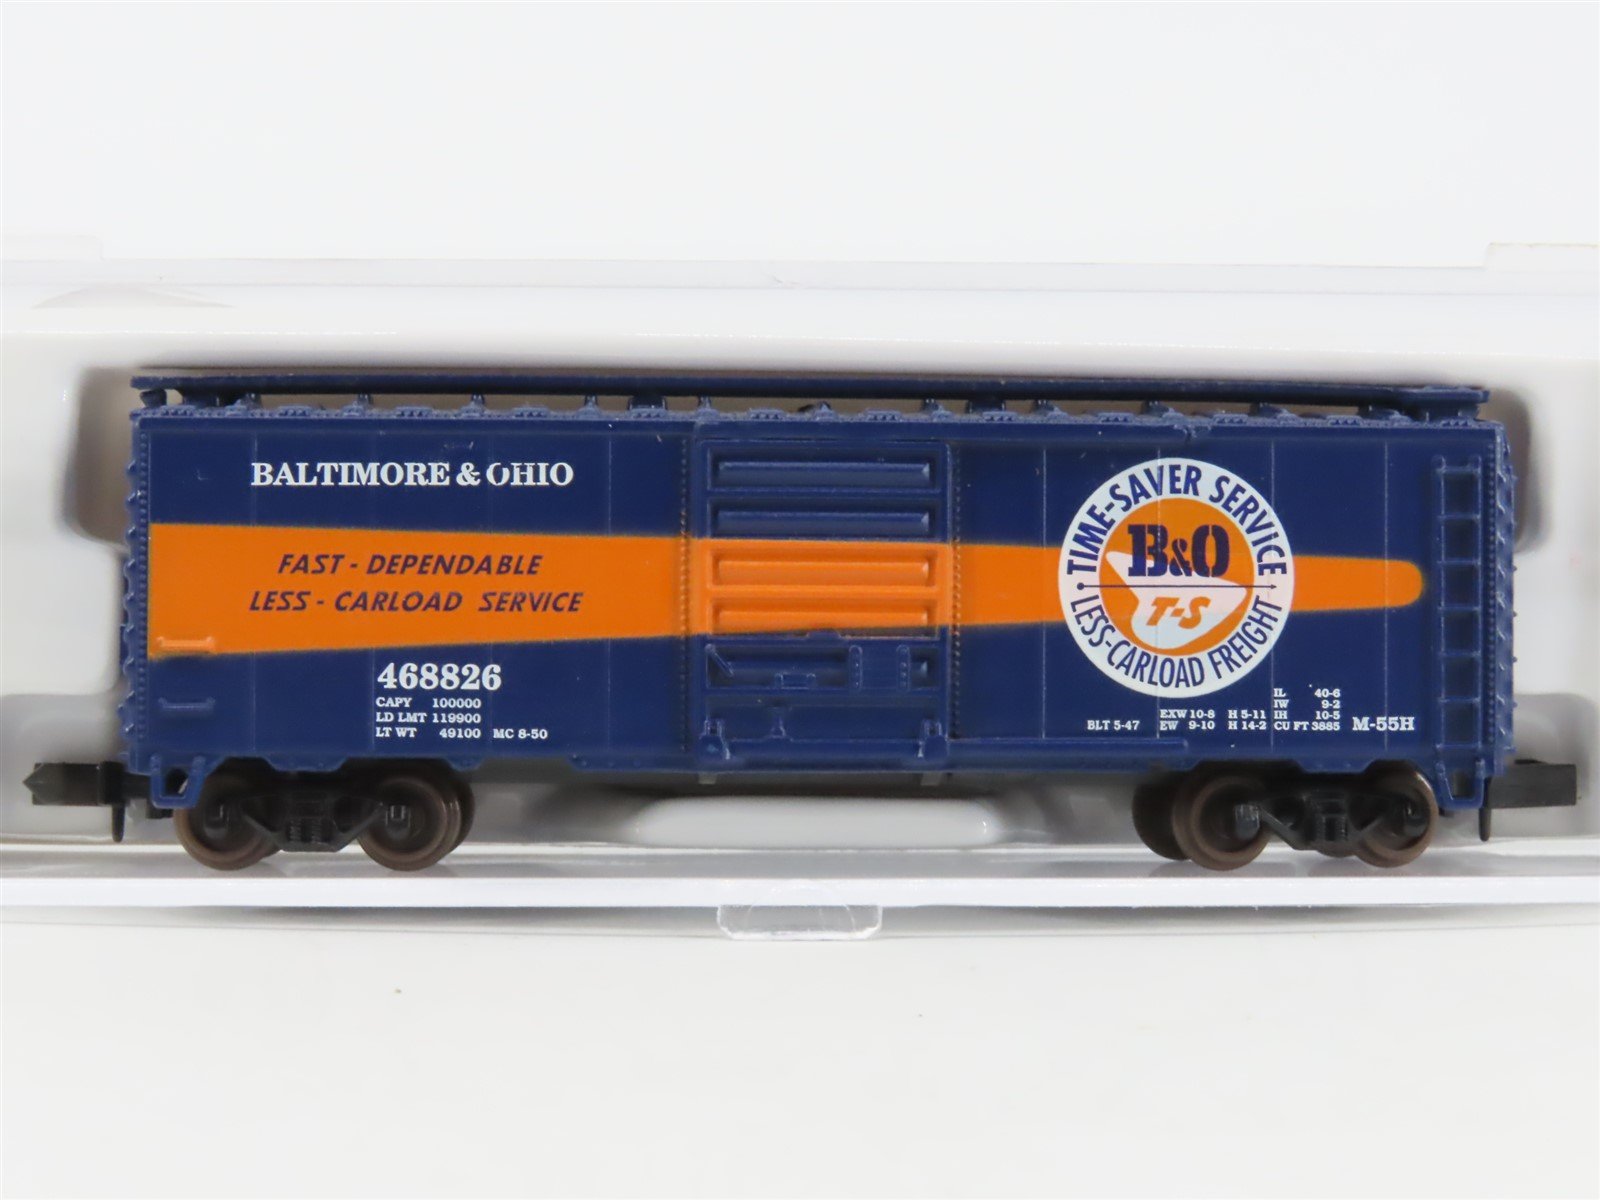 BALTIMORE & OHIO
FAST - DEPENDABLE
LESS - CARLOAD SERVICE
468826
CAPY 100000
LD LMT 119900
LT WT 49100 MC 8-50
TIME-SAVER SERVICE
B&O
T-S
LESS-CARLOAD FREIGHT
IL 40-6
IW 9-2
EXW 10-8 H 5-11 IH 10-5
BLT 5-47 EW 9-10 H 14-2 CU FT 3885 M-55H